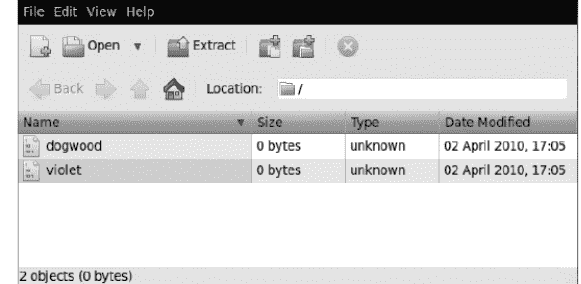 File Edit View Help
Open Extract
Back Location: /
Name Size Type Date Modified
dogwood 0 bytes unknown 02 April 2010, 17:05
violet 0 bytes unknown 02 April 2010, 17:05
2 objects (0 bytes)